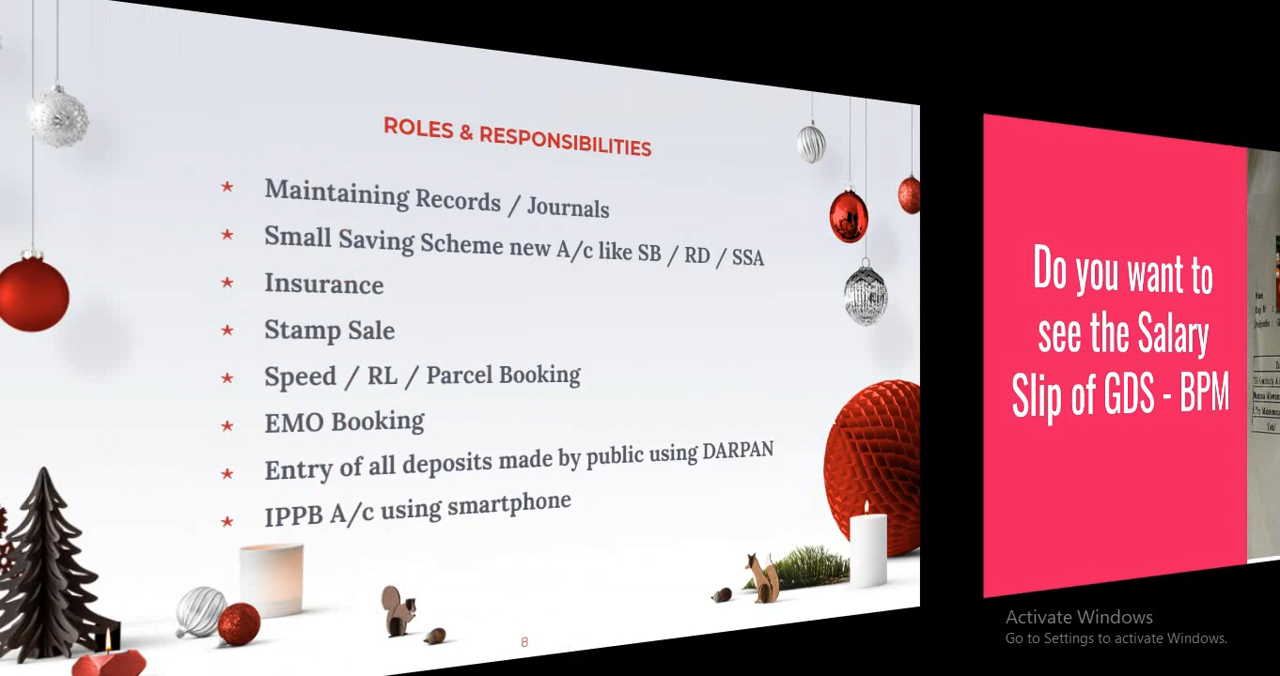 ROLES & RESPONSIBILITIES
Maintaining Records / Journals
Small Saving Scheme new A/c like SB / RD / SSA
Insurance
Stamp Sale
Speed / RL / Parcel Booking
EMO Booking
Entry of all deposits made by public using DARPAN
IPPB A/c using smartphone
8
Do you want to
see the Salary
Slip of GDS - BPM
Activate Windows
Go to Settings to activate Windows.